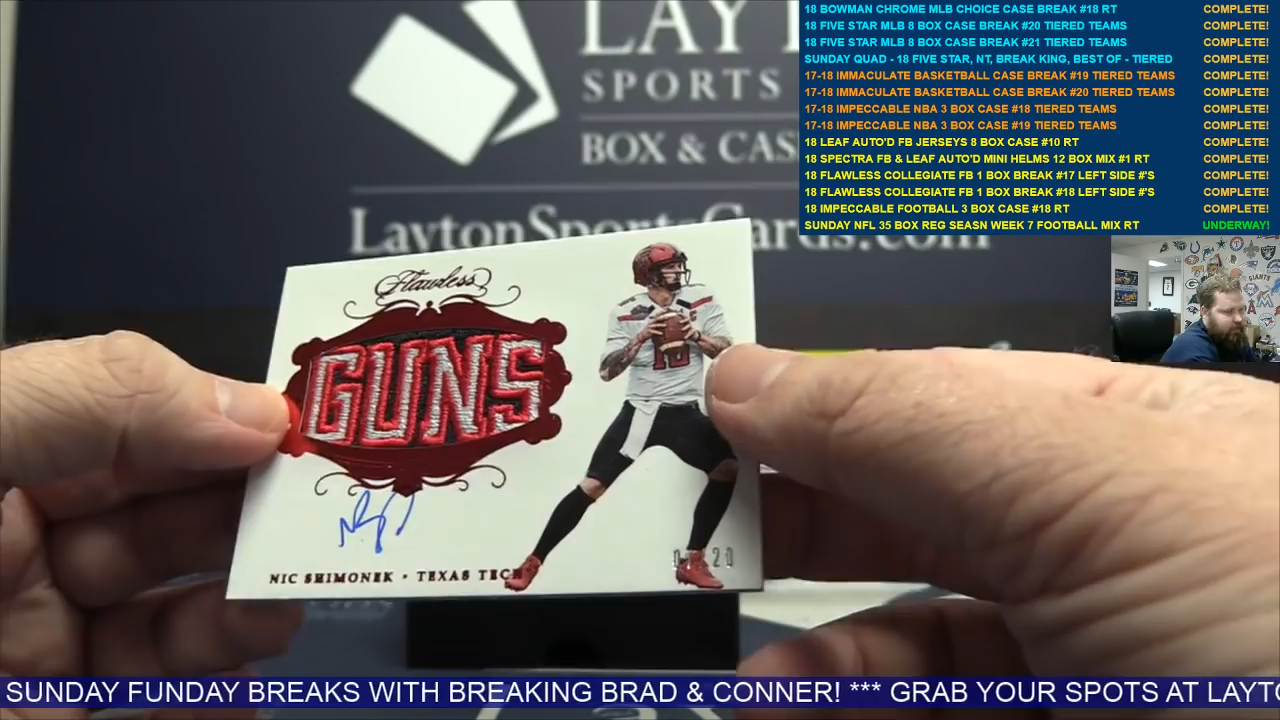 18 BOWMAN CHROME MLB CHOICE CASE BREAK #18 RT COMPLETE!
18 FIVE STAR MLB 8 BOX CASE BREAK #20 TIERED TEAMS COMPLETE!
18 FIVE STAR MLB 8 BOX CASE BREAK #21 TIERED TEAMS COMPLETE!
SUNDAY QUAD - 18 FIVE STAR, NT, BREAK KING, BEST OF - TIERED COMPLETE!
17-18 IMMACULATE BASKETBALL CASE BREAK #19 TIERED TEAMS COMPLETE!
17-18 IMMACULATE BASKETBALL CASE BREAK #20 TIERED TEAMS COMPLETE!
17-18 IMPECCABLE NBA 3 BOX CASE #18 TIERED TEAMS COMPLETE!
17-18 IMPECCABLE NBA 3 BOX CASE #19 TIERED TEAMS COMPLETE!
18 LEAF AUTO'D FB JERSEYS 8 BOX CASE #10 RT COMPLETE!
18 SPECTRA FB & LEAF AUTO'D MINI HELMS 12 BOX MIX #1 RT COMPLETE!
18 FLAWLESS COLLEGIATE FB 1 BOX BREAK #17 LEFT SIDE #'S COMPLETE!
18 FLAWLESS COLLEGIATE FB 1 BOX BREAK #18 LEFT SIDE #'S COMPLETE!
18 IMPECCABLE FOOTBALL 3 BOX CASE #18 RT COMPLETE!
SUNDAY NFL 35 BOX REG SEASN WEEK 7 FOOTBALL MIX RT UNDERWAY!
LAYT
SPORTS
BOX & CAS
LaytonSportsCards.com
Flawless
GUNS
NIC SHIMONEK • TEXAS TECH
SUNDAY FUNDAY BREAKS WITH BREAKING BRAD & CONNER! *** GRAB YOUR SPOTS AT LAYTO